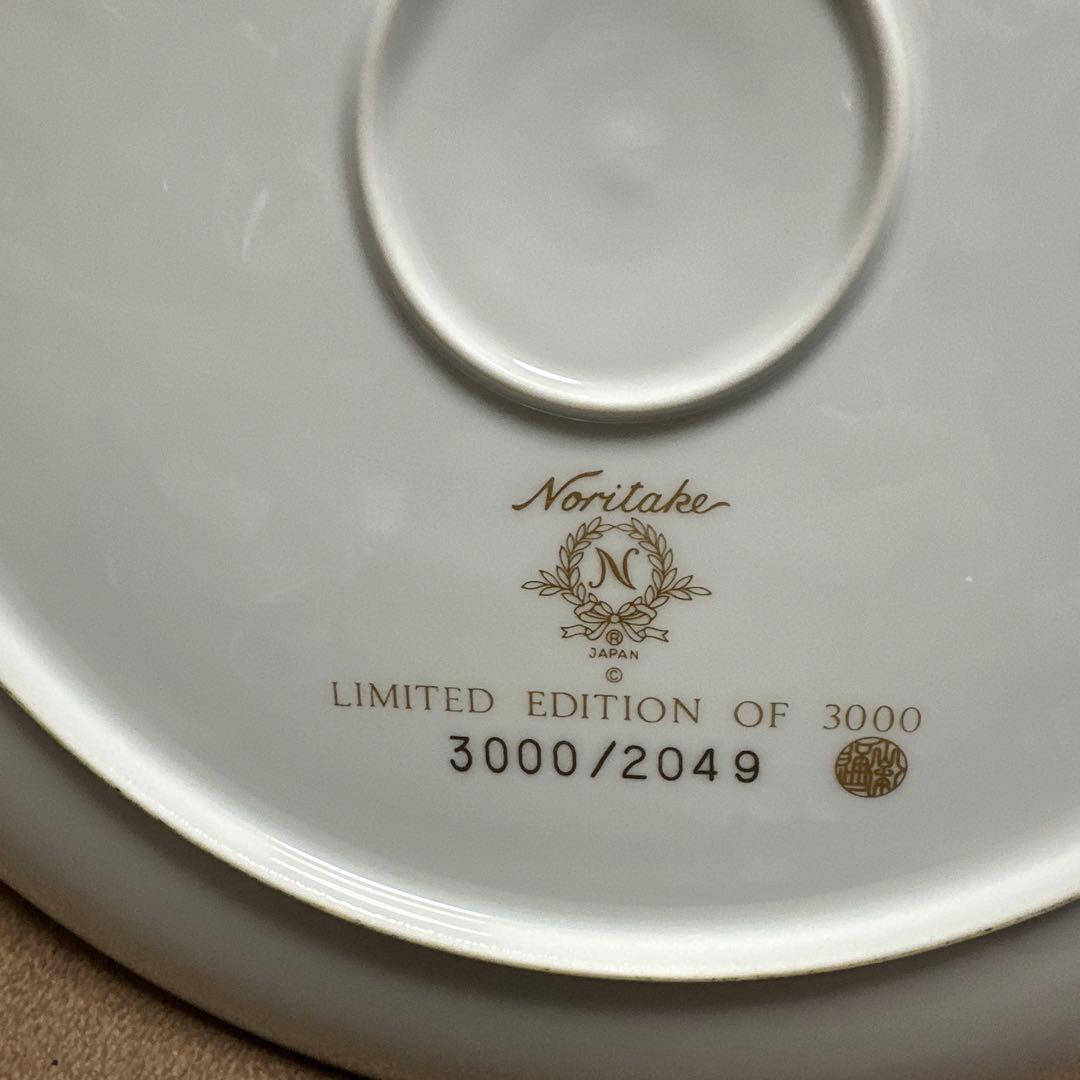 Noritake
N
®
JAPAN
©
LIMITED EDITION OF 3000
3000/2049